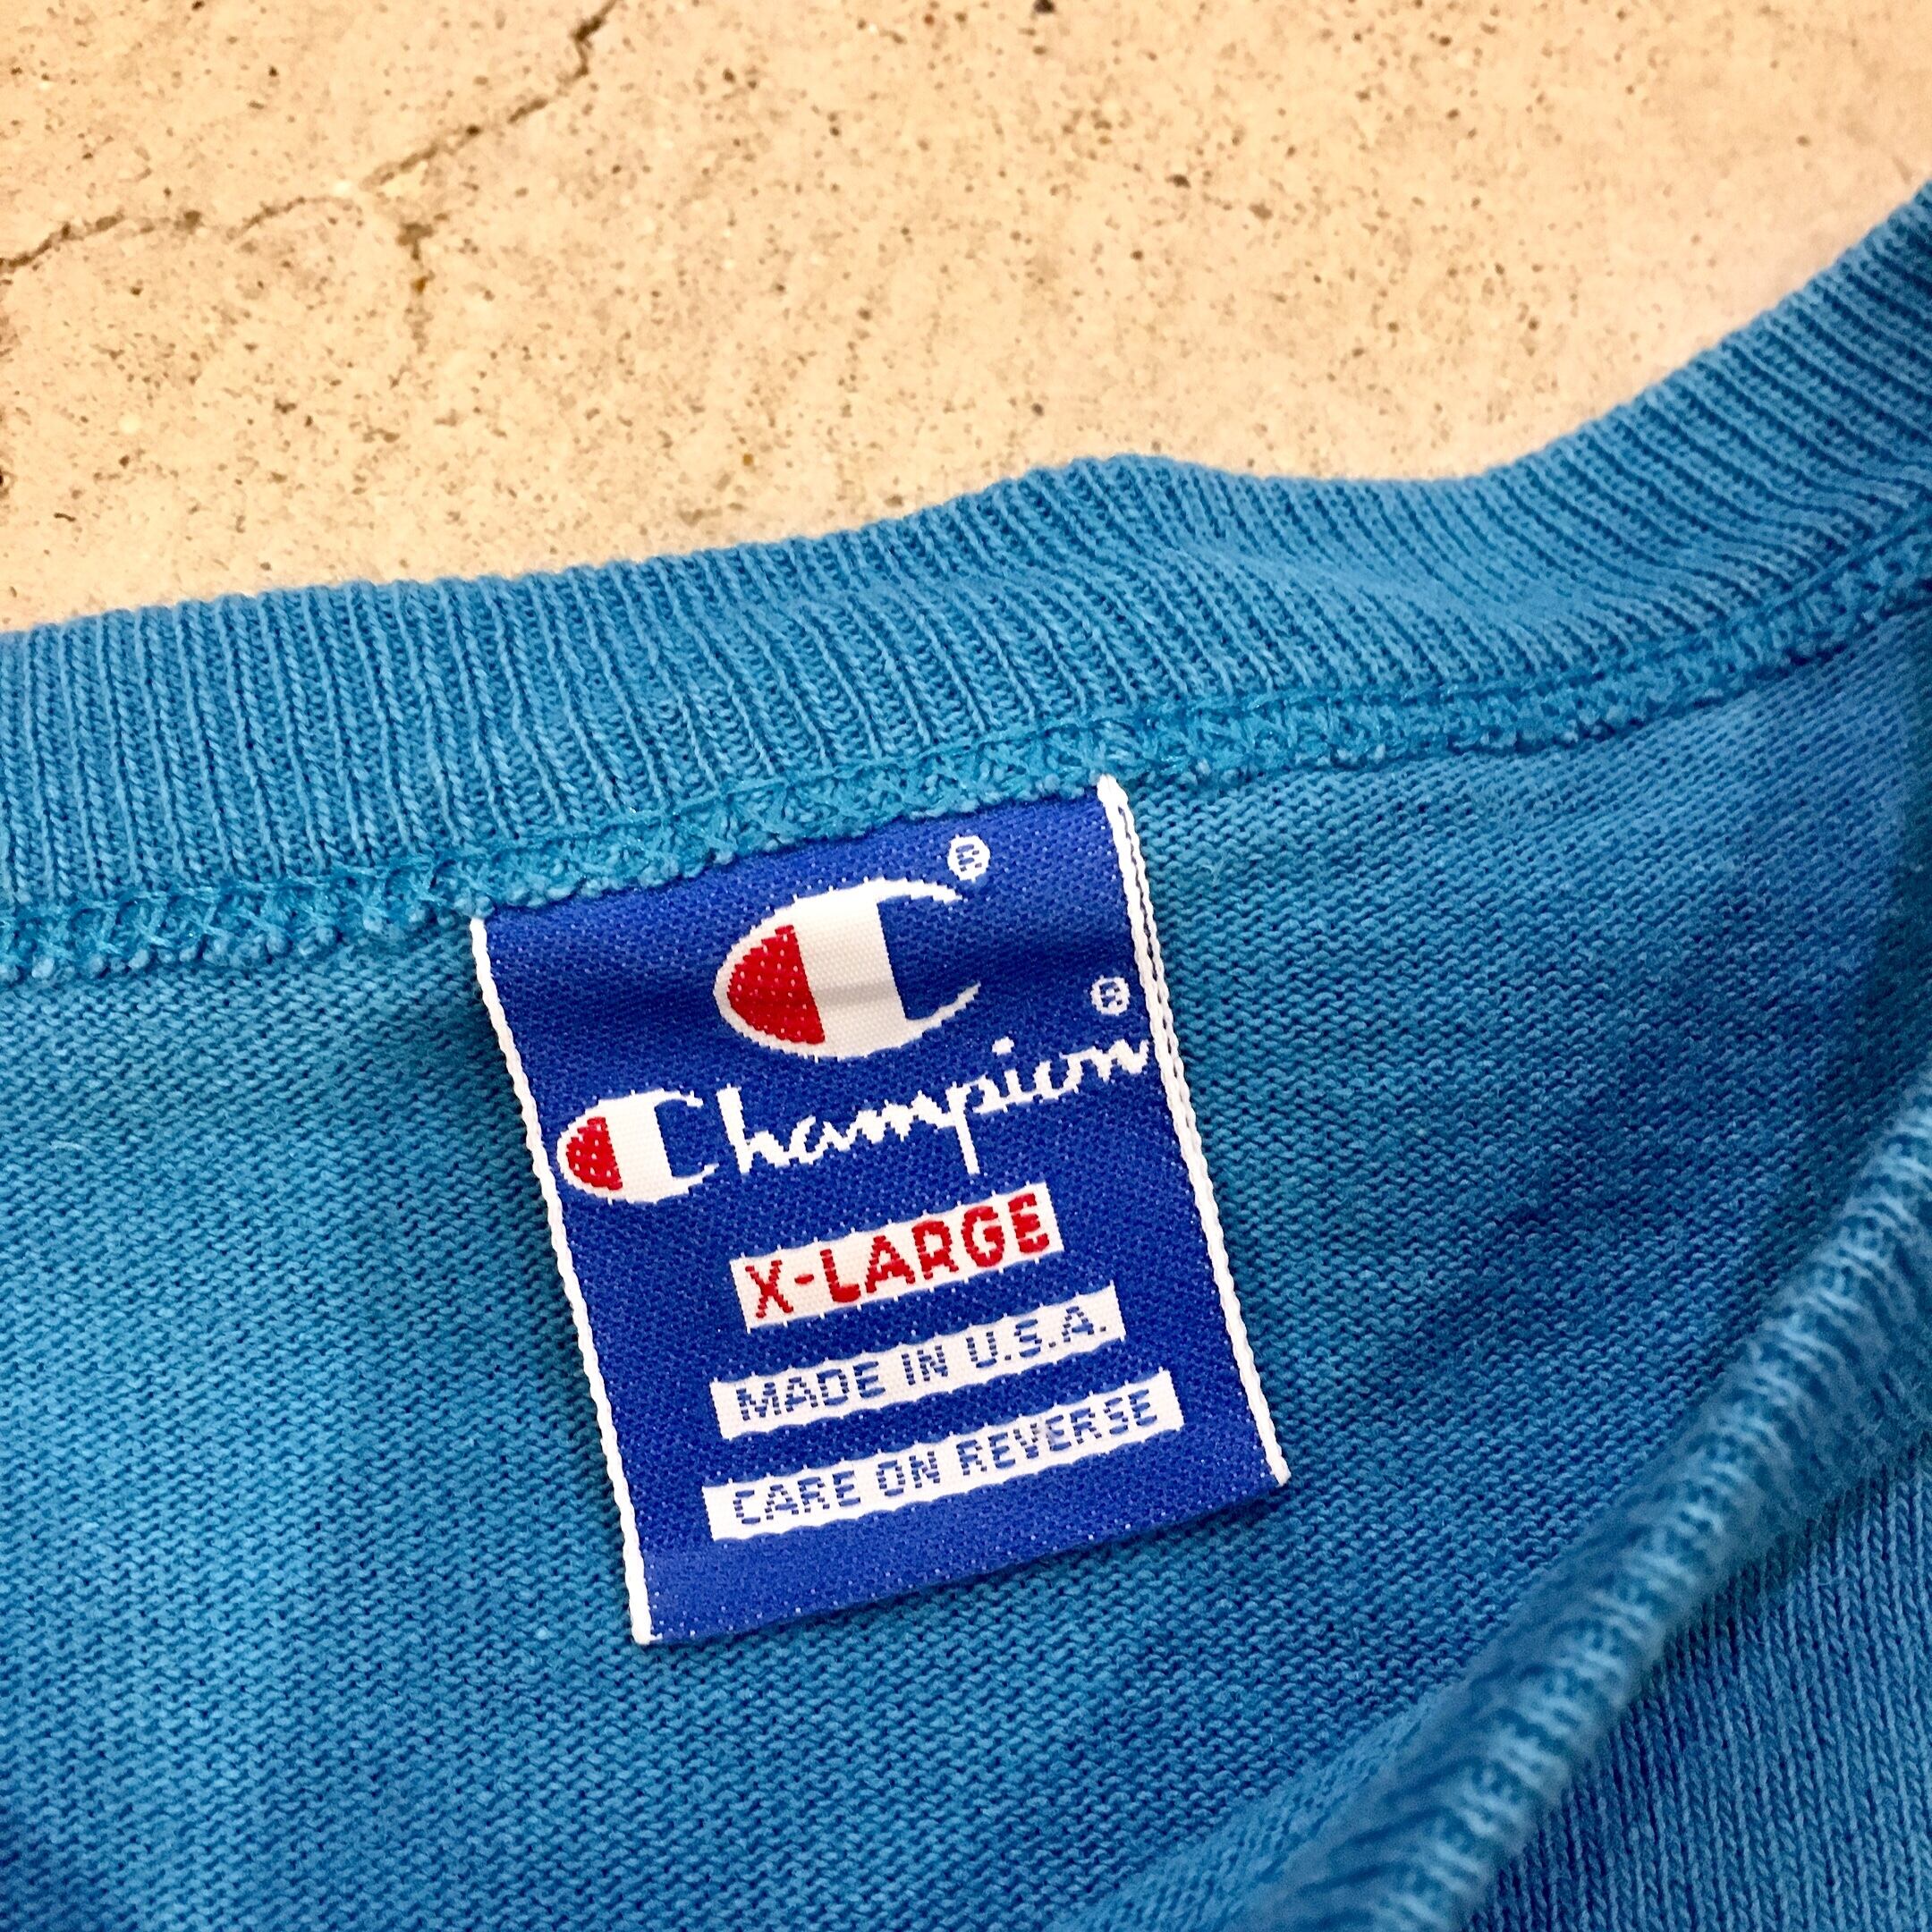 C®
Champion®
X-LARGE
MADE IN U.S.A.
CARE ON REVERSE